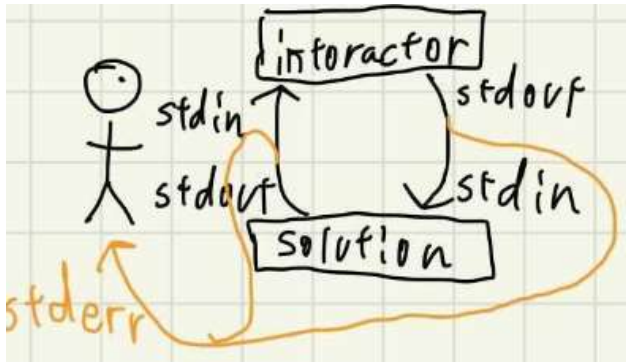 interactor
stdin
stdout
stdout
stdin
solution
stderr